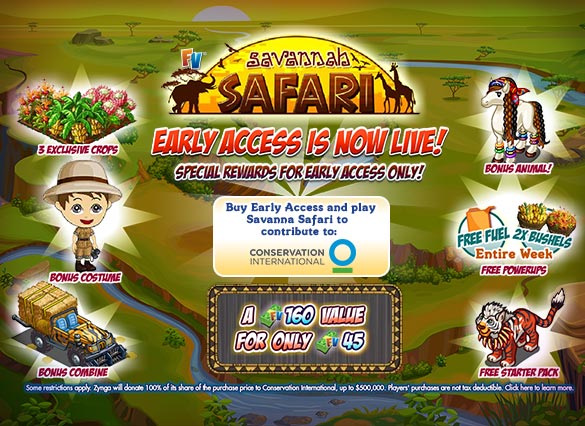 FV
Savannah
SAFARI
EARLY ACCESS IS NOW LIVE!
SPECIAL REWARDS FOR EARLY ACCESS ONLY!
3 EXCLUSIVE CROPS
BONUS ANIMAL!
Buy Early Access and play
Savanna Safari to
contribute to:
CONSERVATION
INTERNATIONAL
BONUS COSTUME
FREE FUEL 2X BUSHELS
Entire Week
FREE POWERUPS
A FV 160 VALUE
FOR ONLY FV 45
BONUS COMBINE
FREE STARTER PACK
Some restrictions apply. Zynga will donate 100% of its share of the purchase price to Conservation International, up to $500,000. Players' purchases are not tax deductible. Click here to learn more.